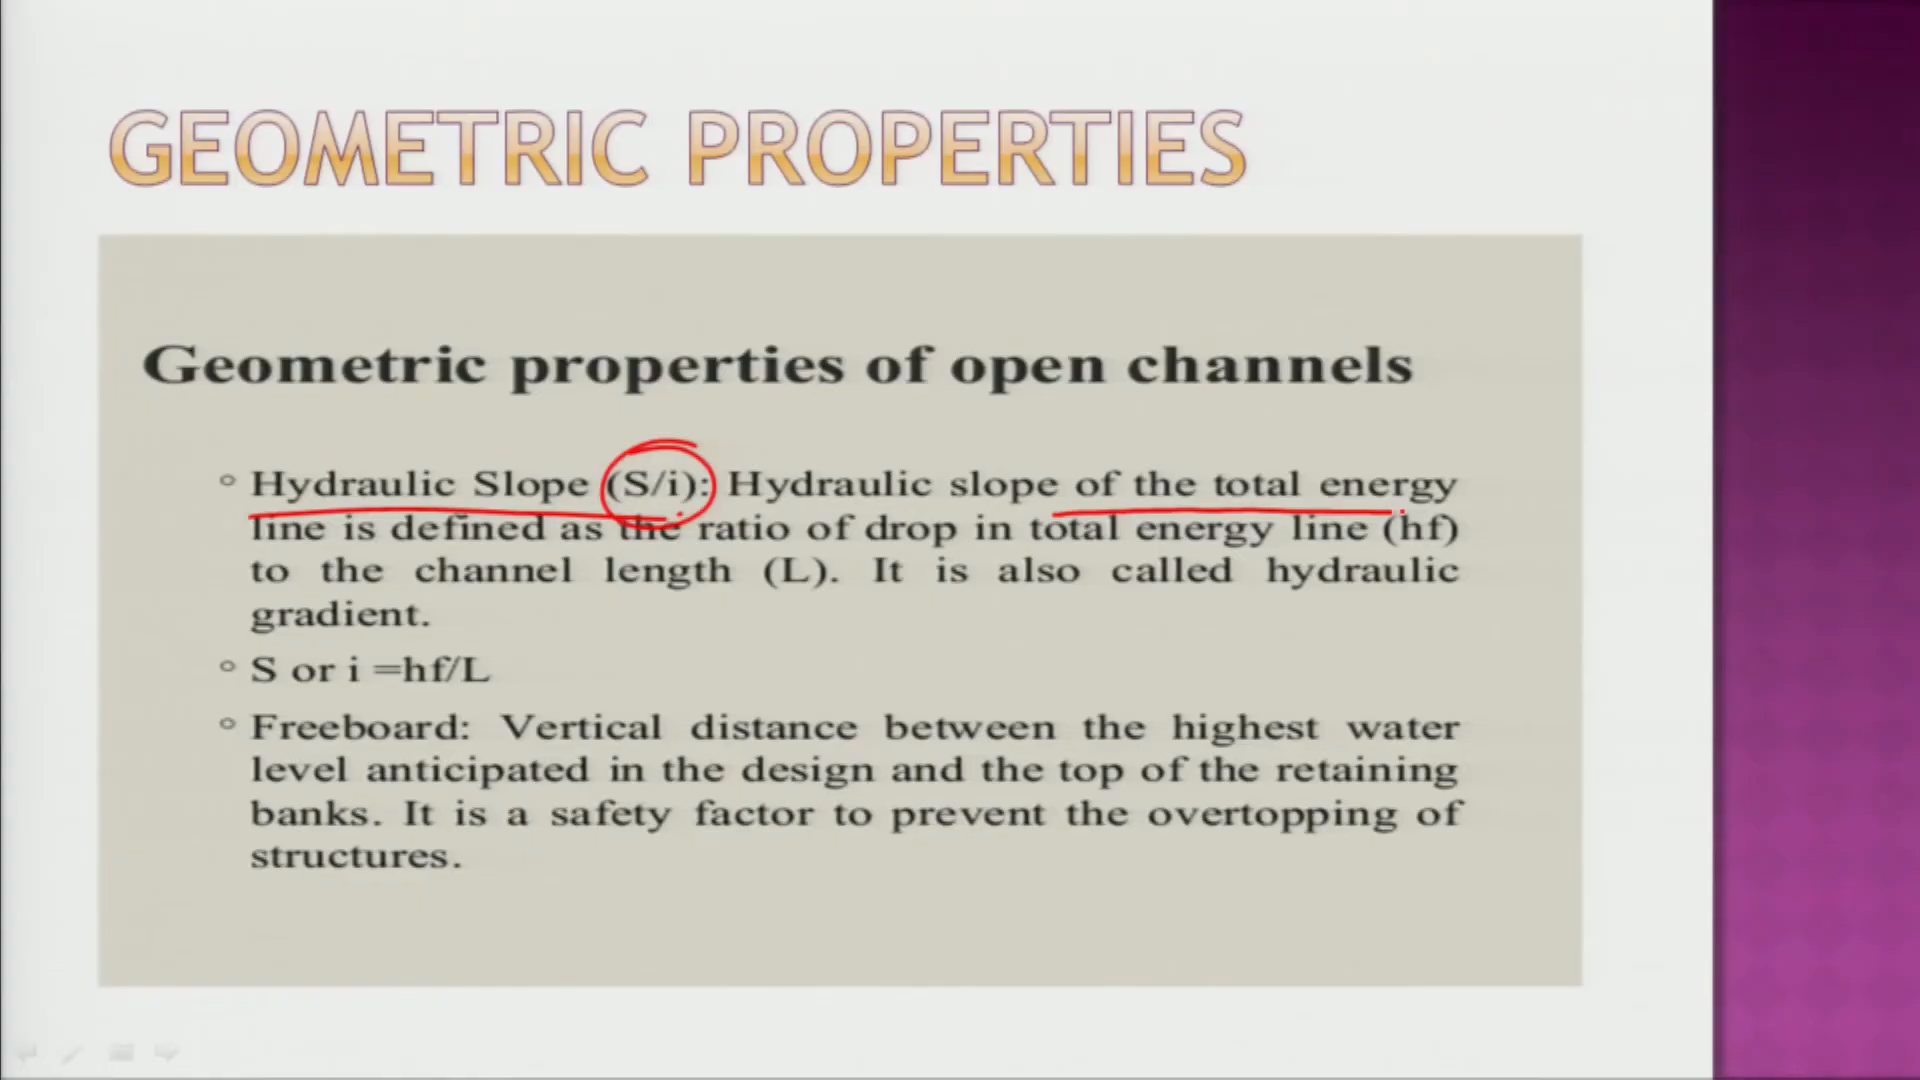 GEOMETRIC PROPERTIES
Geometric properties of open channels
Hydraulic Slope (S/i): Hydraulic slope of the total energy
line is defined as the ratio of drop in total energy line (hf)
to the channel length (L). It is also called hydraulic
gradient.
S or i =hf/L
Freeboard: Vertical distance between the highest water
level anticipated in the design and the top of the retaining
banks. It is a safety factor to prevent the overtopping of
structures.